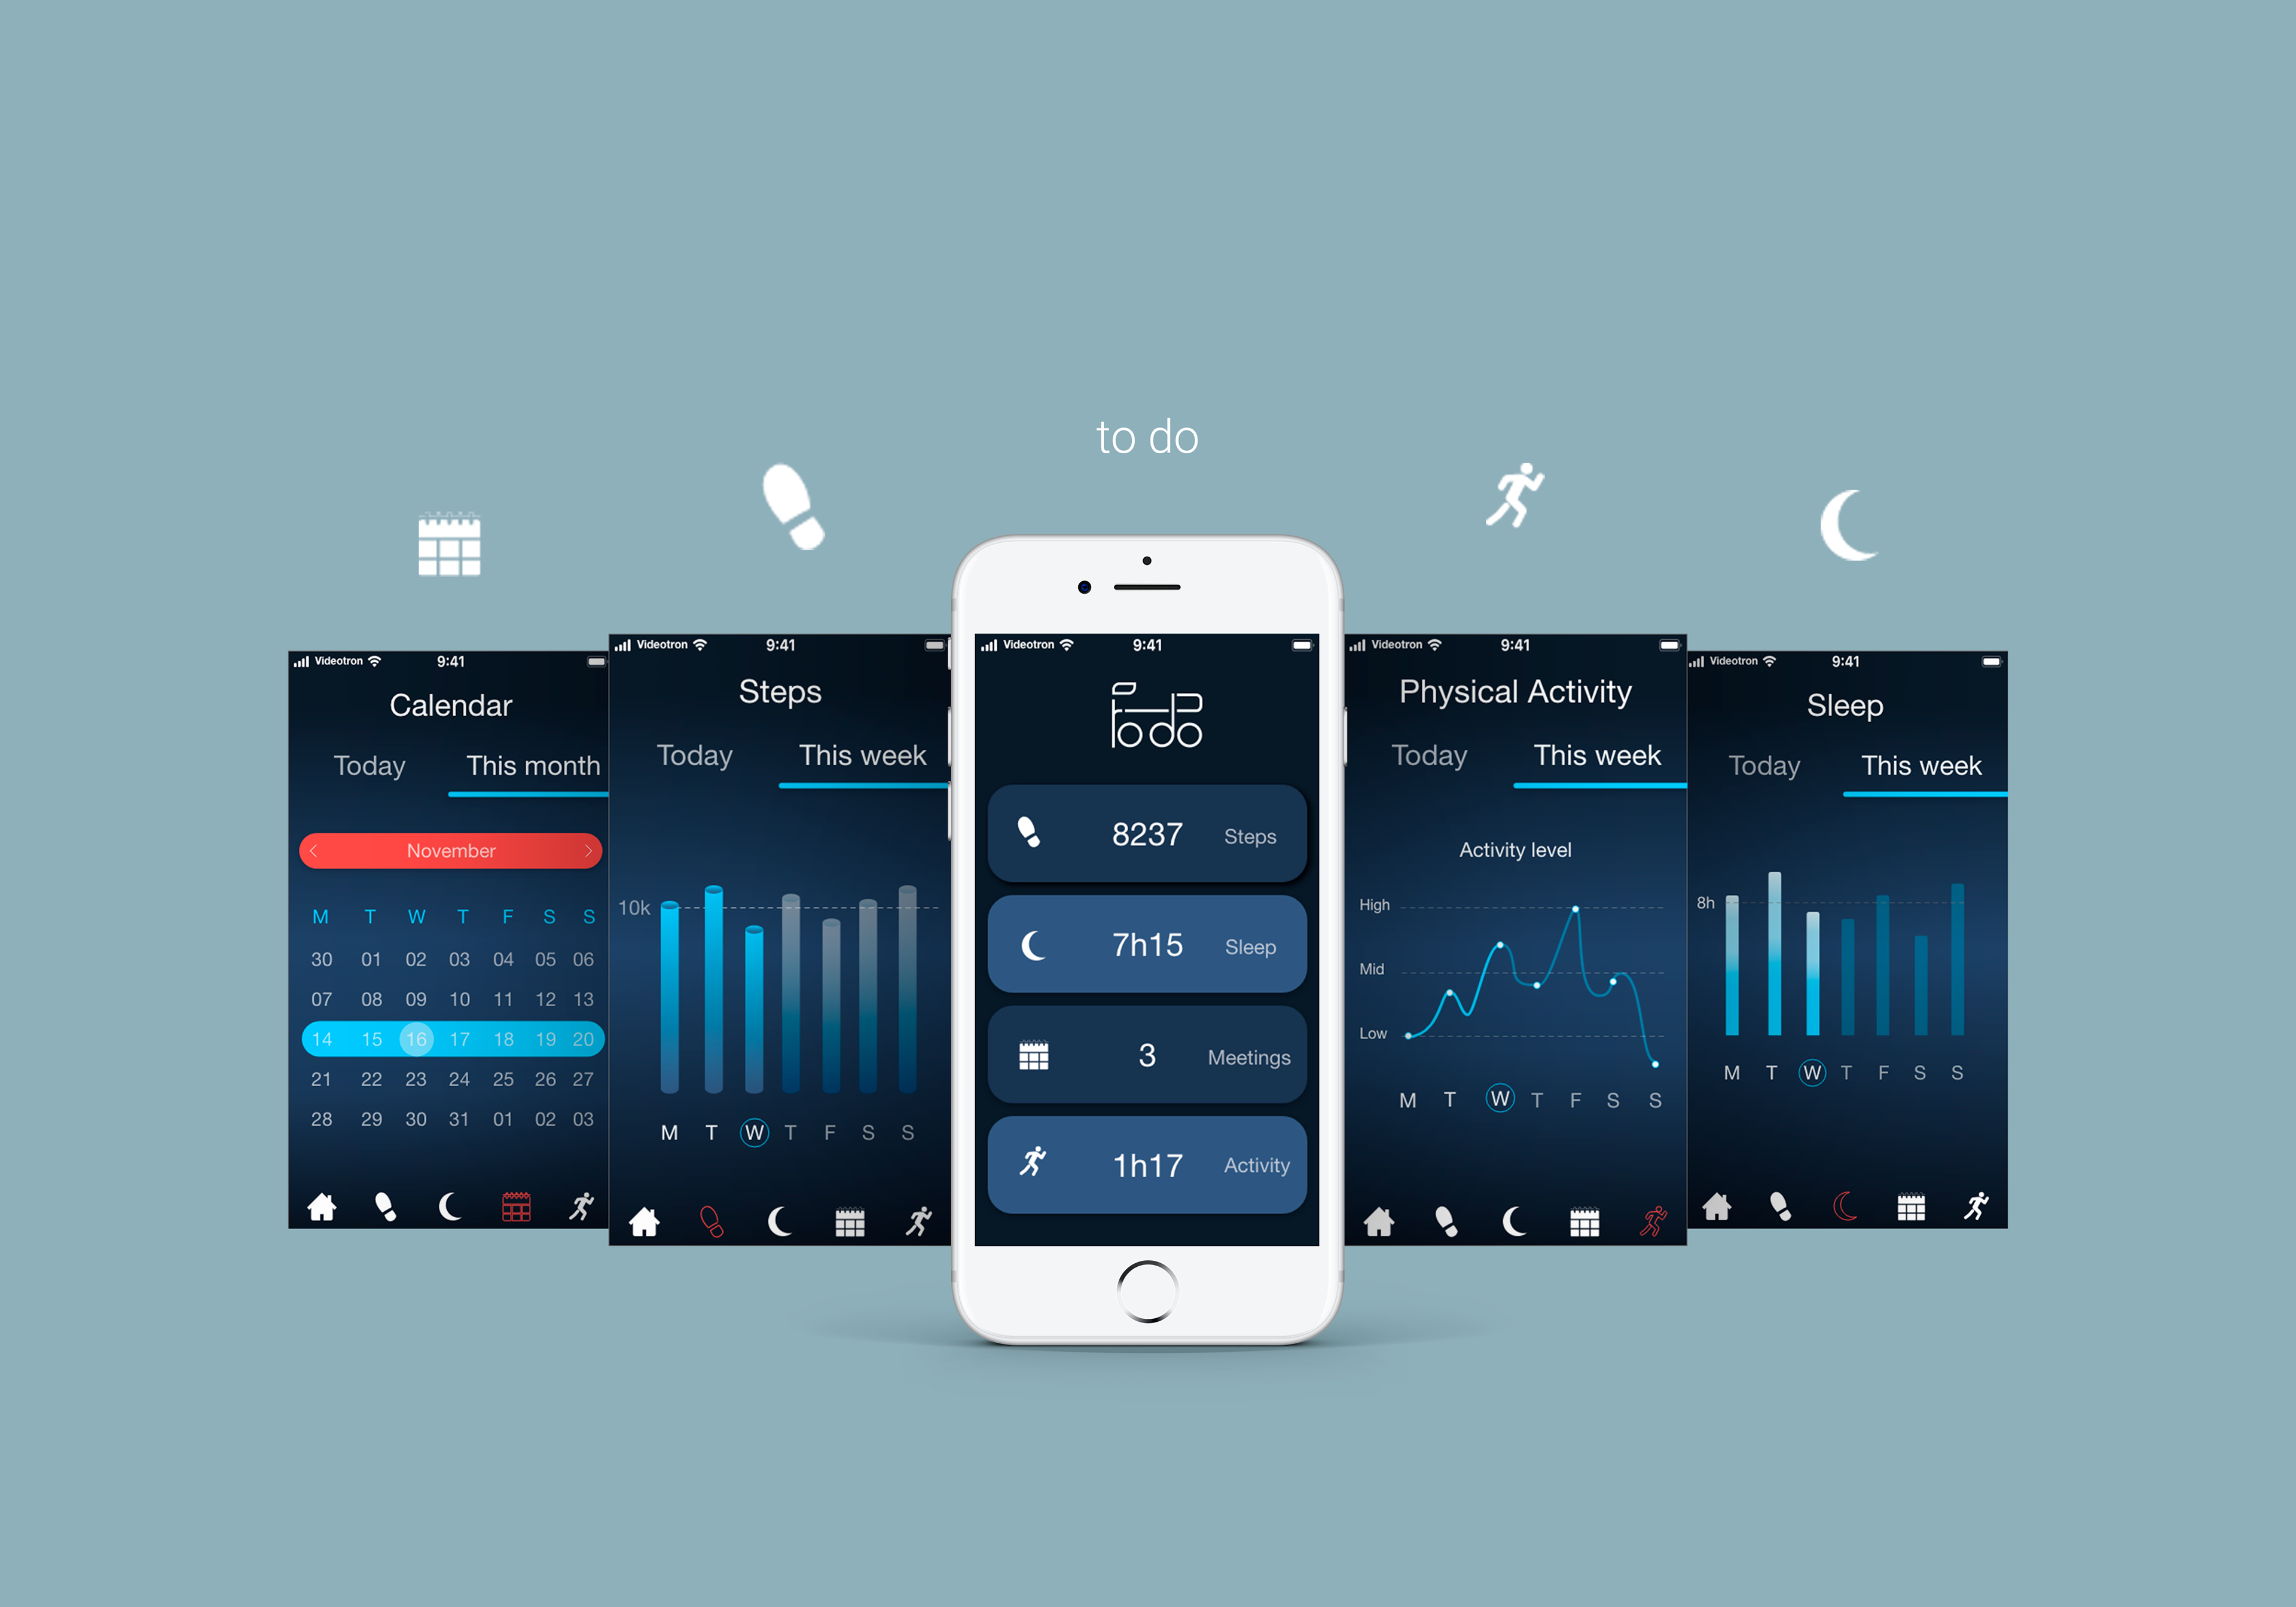 to do
Videotron 9:41
Calendar
Today This month
November
M T W T F S S
30 01 02 03 04 05 06
07 08 09 10 11 12 13
14 15 16 17 18 19 20
21 22 23 24 25 26 27
28 29 30 31 01 02 03
Videotron 9:41
Steps
Today This week
10k
M T W T F S S
Videotron 9:41
to do
8237 Steps
7h15 Sleep
3 Meetings
1h17 Activity
Videotron 9:41
Physical Activity
Today This week
Activity level
High
Mid
Low
M T W T F S S
Videotron 9:41
Sleep
Today This week
8h
M T W T F S S